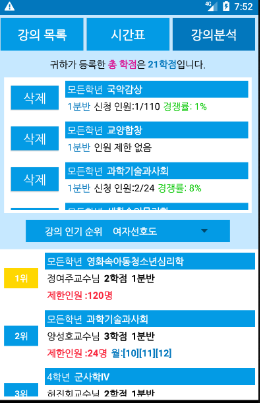 7:52
강의 목록 시간표 강의분석
귀하가 등록한 총 학점은 21학점입니다.
모든학년 국악감상
삭제
1분반 신청 인원:1/110 경쟁률: 1%
모든학년 교양합창
삭제
1분반 인원 제한 없음
모든학년 과학기술과사회
삭제
1분반 신청 인원:2/24 경쟁률: 8%
강의 인기 순위 여자선호도
모든학년 영화속아동청소년심리학
1위 정여주교수님 2학점 1분반
제한인원 :120명
모든학년 과학기술과사회
2위 양성호교수님 3학점 1분반
제한인원 :24명 월:[10][11][12]
4학년 군사학IV
3위 허진회교수님 2학점 1분반